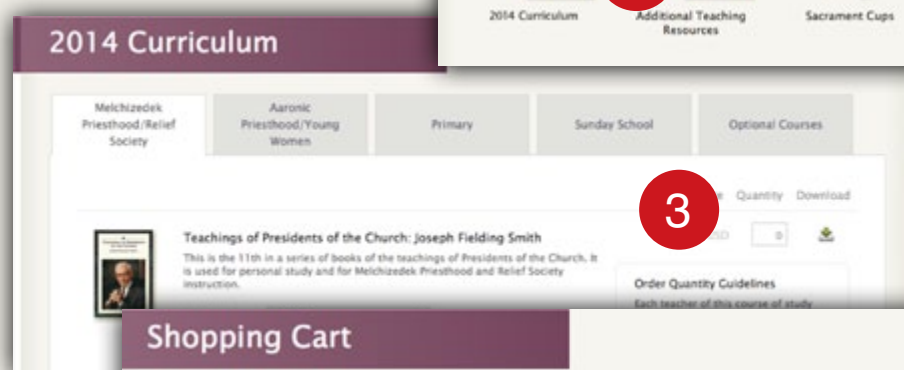 2014 Curriculum
Additional Teaching
Resources
Sacrament Cups
2014 Curriculum
Melchizedek
Priesthood/Relief
Society
Aaronic
Priesthood/Young
Women
Primary
Sunday School
Optional Courses
3
Quantity
Download
0
Teachings of Presidents of the Church: Joseph Fielding Smith
This is the 11th in a series of books of the teachings of Presidents of the Church. It
is used for personal study and for Melchizedek Priesthood and Relief Society
instruction.
Order Quantity Guidelines
Each teacher of this course of study
Shopping Cart